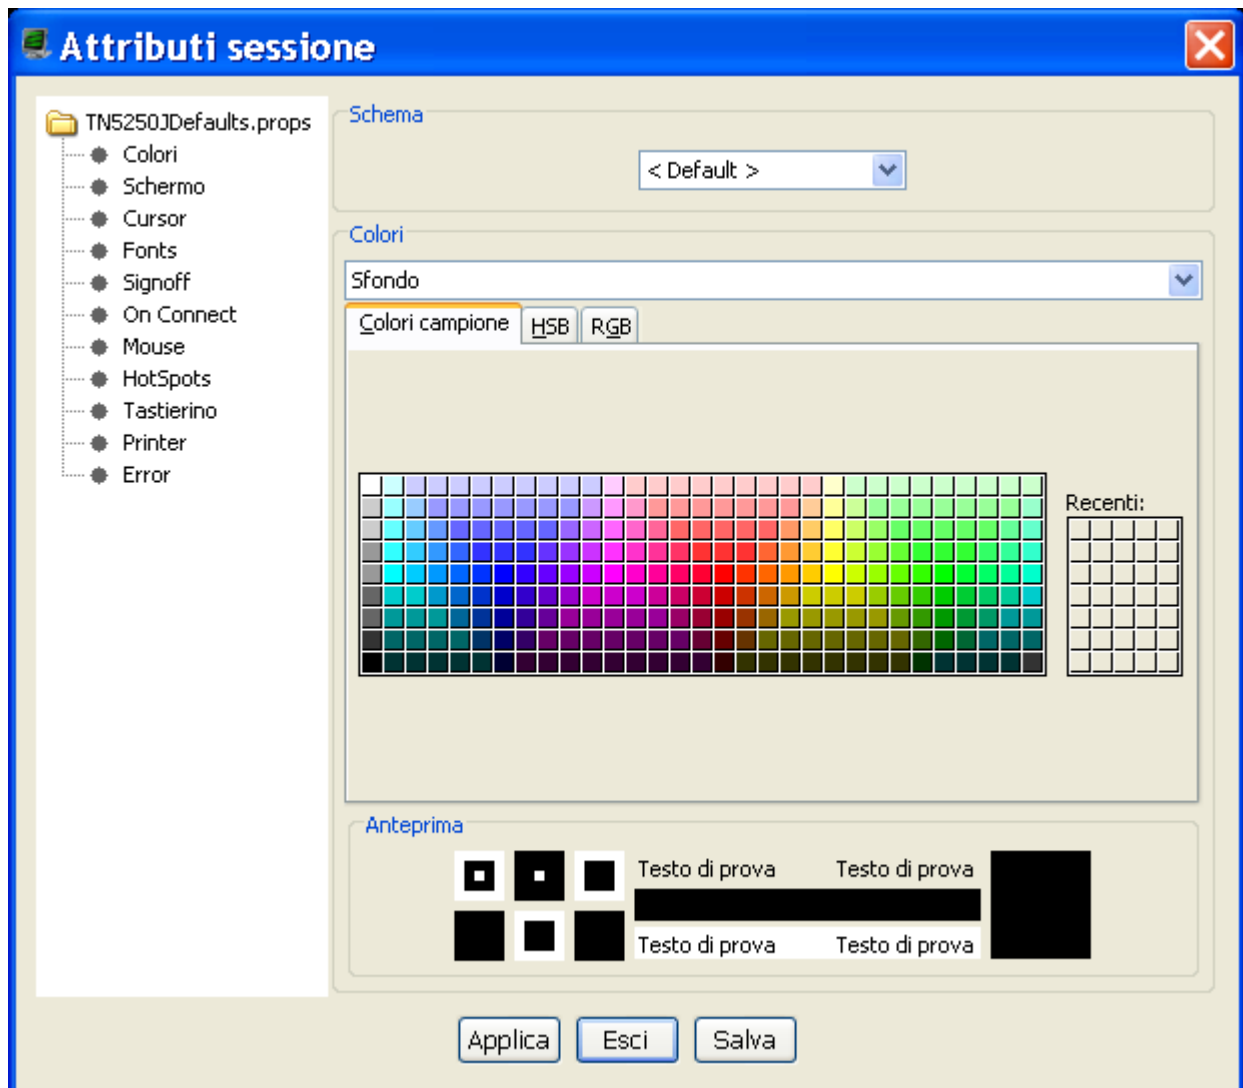 Attributi sessione
TN5250JDefaults.props
Colori
Schermo
Cursor
Fonts
Signoff
On Connect
Mouse
HotSpots
Tastierino
Printer
Error
Schema
< Default >
Colori
Sfondo
Colori campione HSB RGB
Recenti:
Anteprima
Testo di prova Testo di prova
Testo di prova Testo di prova
Applica Esci Salva